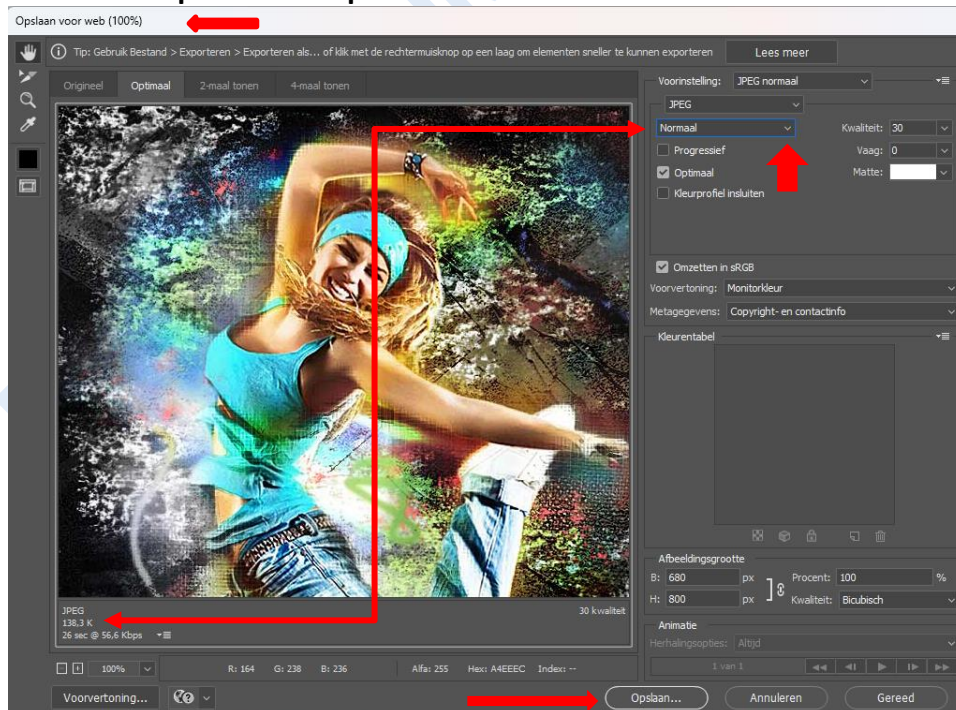 Opslaan voor web (100%)
Tip: Gebruik Bestand > Exporteren > Exporteren als... of klik met de rechtermuisknop op een laag om elementen sneller te kunnen exporteren
Lees meer
Origineel Optimaal 2-maal tonen 4-maal tonen
Voorinstelling: JPEG normaal
JPEG
Normaal Kwaliteit: 30
Progressief Vaag: 0
Optimaal Matte:
Kleurprofiel insluiten
Omzetten in sRGB
Voorvertoning: Monitorkleur
Metagegevens: Copyright- en contactinfo
Kleurentabel
Afbeeldingsgrootte
B: 680 px Procent: 100 %
H: 800 px Kwaliteit: Bicubisch
JPEG 30 kwaliteit
138,3 K
26 sec @ 56,6 Kbps
Animatie
Herhalingsopties: Altijd
1 van 1
100% R: 164 G: 238 B: 236 Alfa: 255 Hex: A4EEEC Index: --
Voorvertoning... Opslaan... Annuleren Gereed